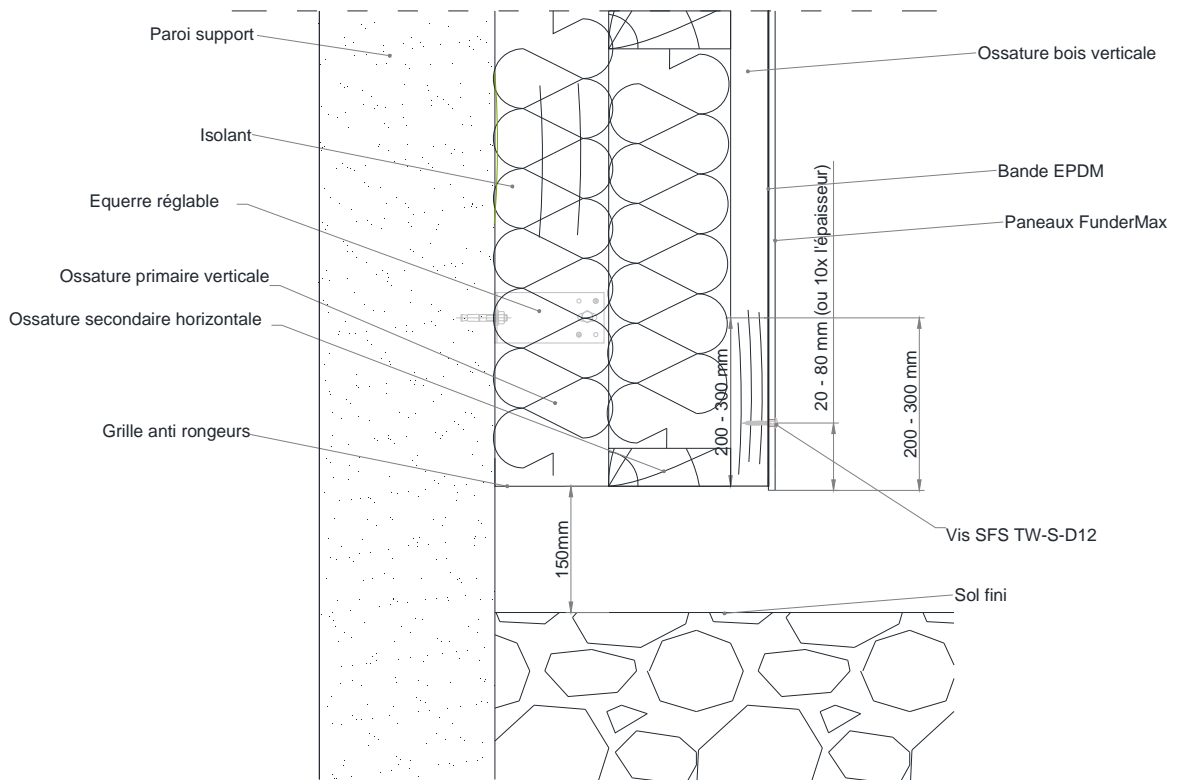 Paroi support
Ossature bois verticale
Isolant
Bande EPDM
Equerre réglable
Paneaux FunderMax
Ossature primaire verticale
Ossature secondaire horizontale
20 - 80 mm (ou 10x l'épaisseur)
200 - 300 mm
200 - 300 mm
Grille anti rongeurs
Vis SFS TW-S-D12
150mm
Sol fini